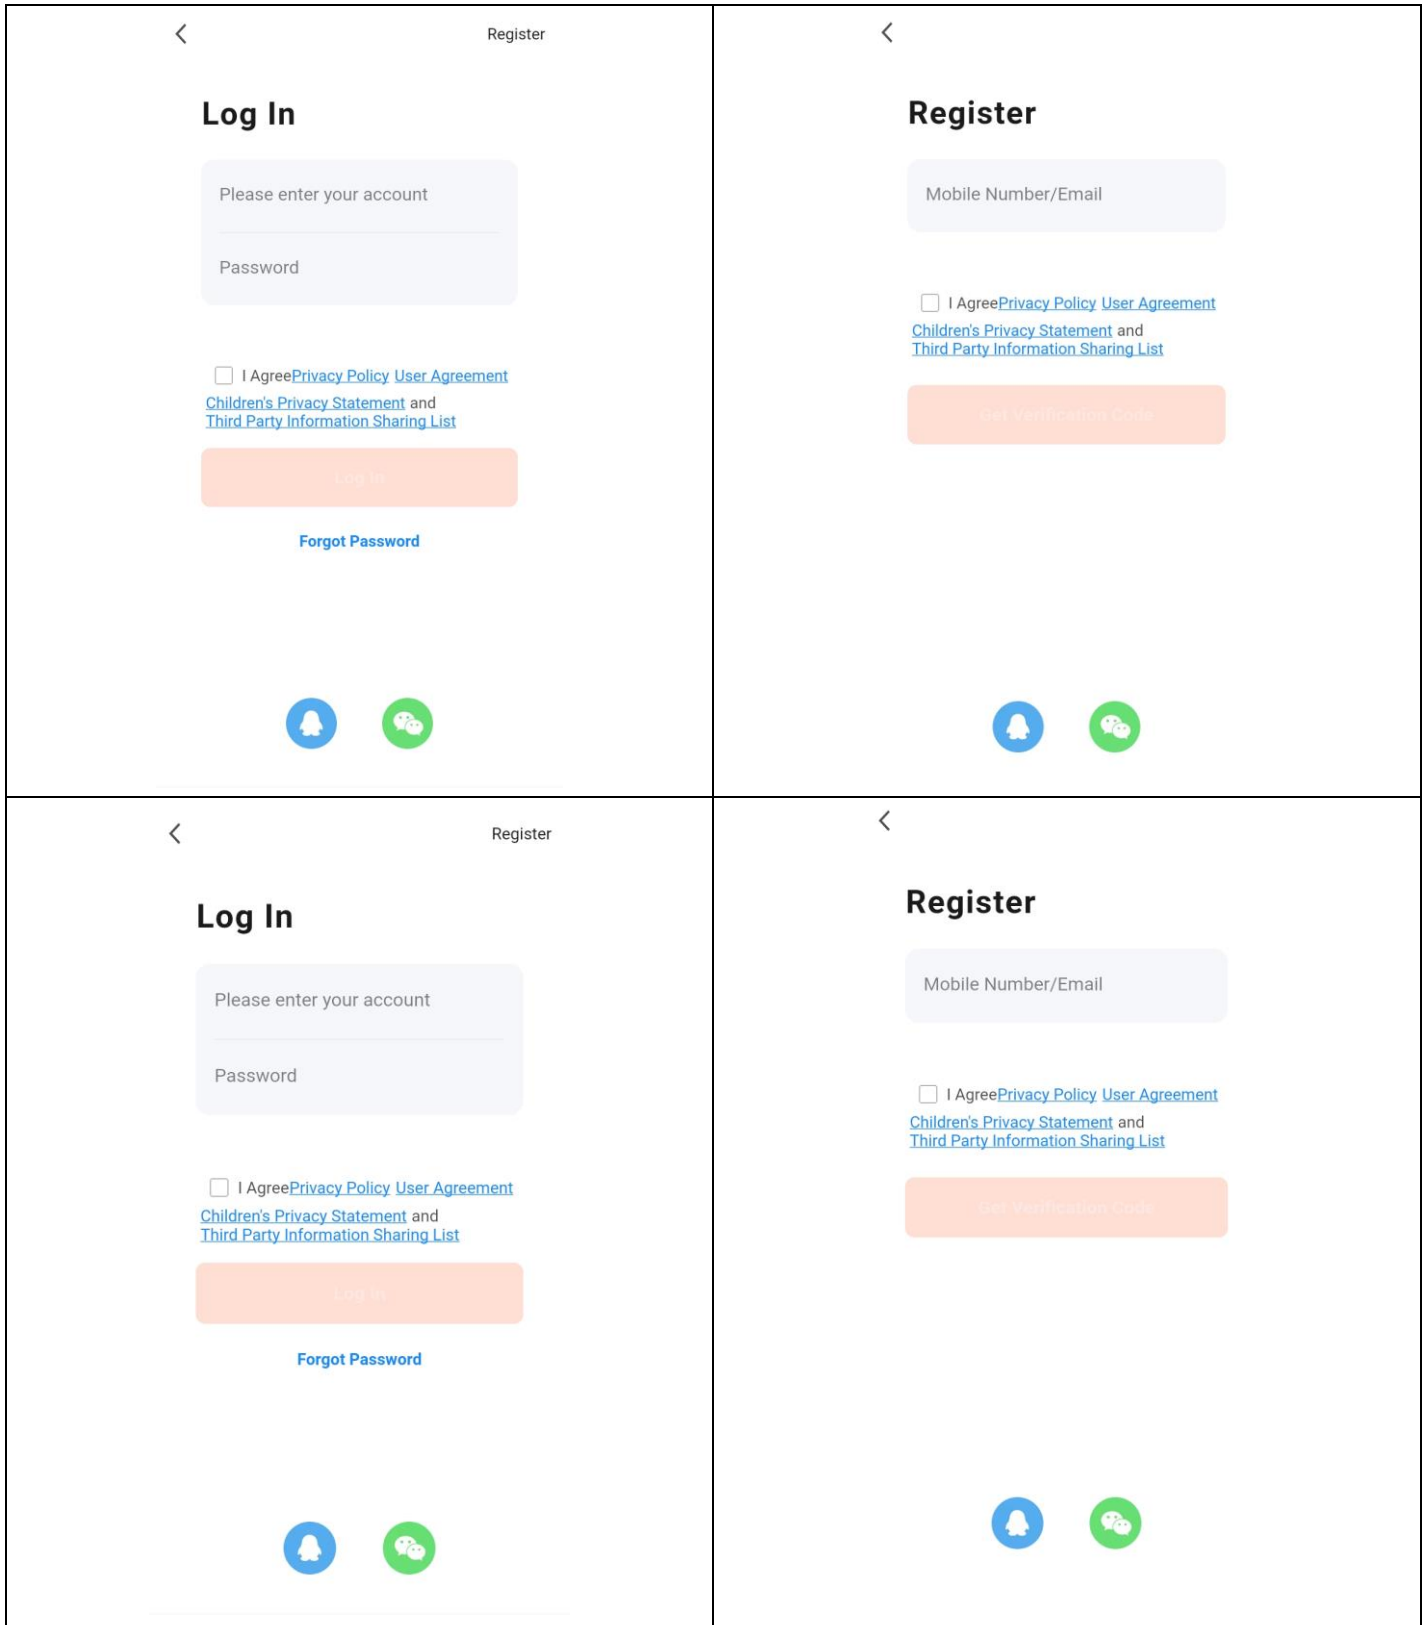 Register
Log In
Please enter your account
Password
I AgreePrivacy Policy User Agreement
Children's Privacy Statement and
Third Party Information Sharing List
Log In
Forgot Password
Register
Mobile Number/Email
I AgreePrivacy Policy User Agreement
Children's Privacy Statement and
Third Party Information Sharing List
Get Verification Code
Register
Log In
Please enter your account
Password
I AgreePrivacy Policy User Agreement
Children's Privacy Statement and
Third Party Information Sharing List
Log In
Forgot Password
Register
Mobile Number/Email
I AgreePrivacy Policy User Agreement
Children's Privacy Statement and
Third Party Information Sharing List
Get Verification Code